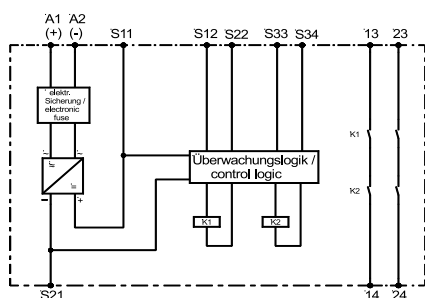 A1 A2 S11 S12 S22 S33 S34 13 23
(+) (-)
elektr.
Sicherung /
electronic
fuse
Überwachungslogik /
control logic
K1
K2
K1
K2
− +
S21 14 24